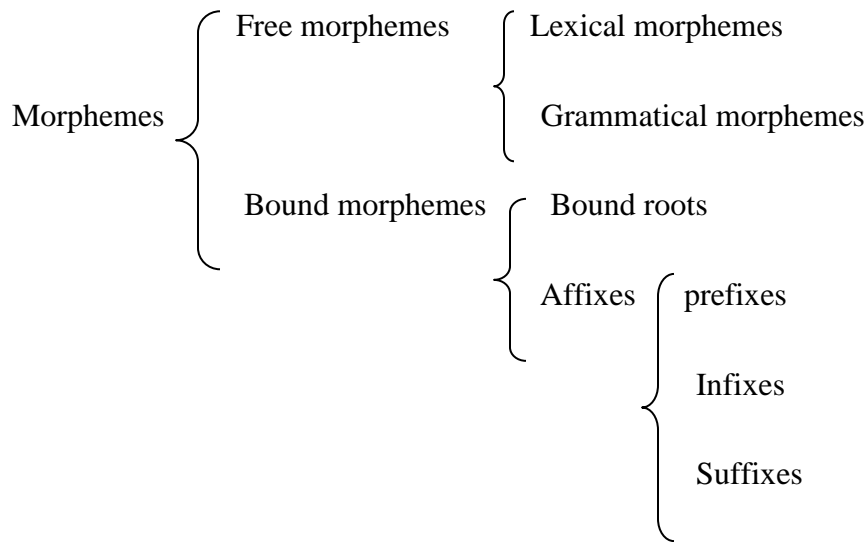 Free morphemes Lexical morphemes
Morphemes Grammatical morphemes
Bound morphemes Bound roots
Affixes prefixes
Infixes
Suffixes